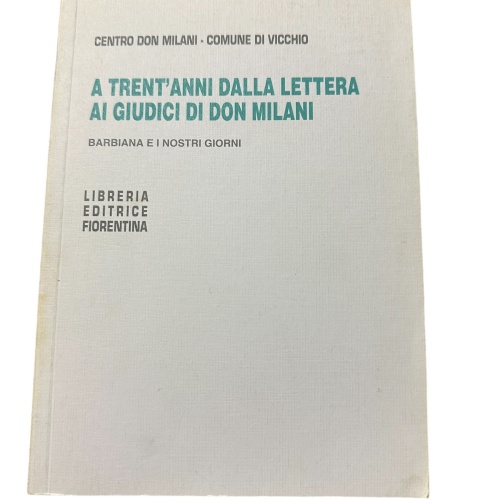 CENTRO DON MILANI - COMUNE DI VICCHIO
A TRENT'ANNI DALLA LETTERA
AI GIUDICI DI DON MILANI
BARBIANA E I NOSTRI GIORNI
LIBRERIA
EDITRICE
FIORENTINA